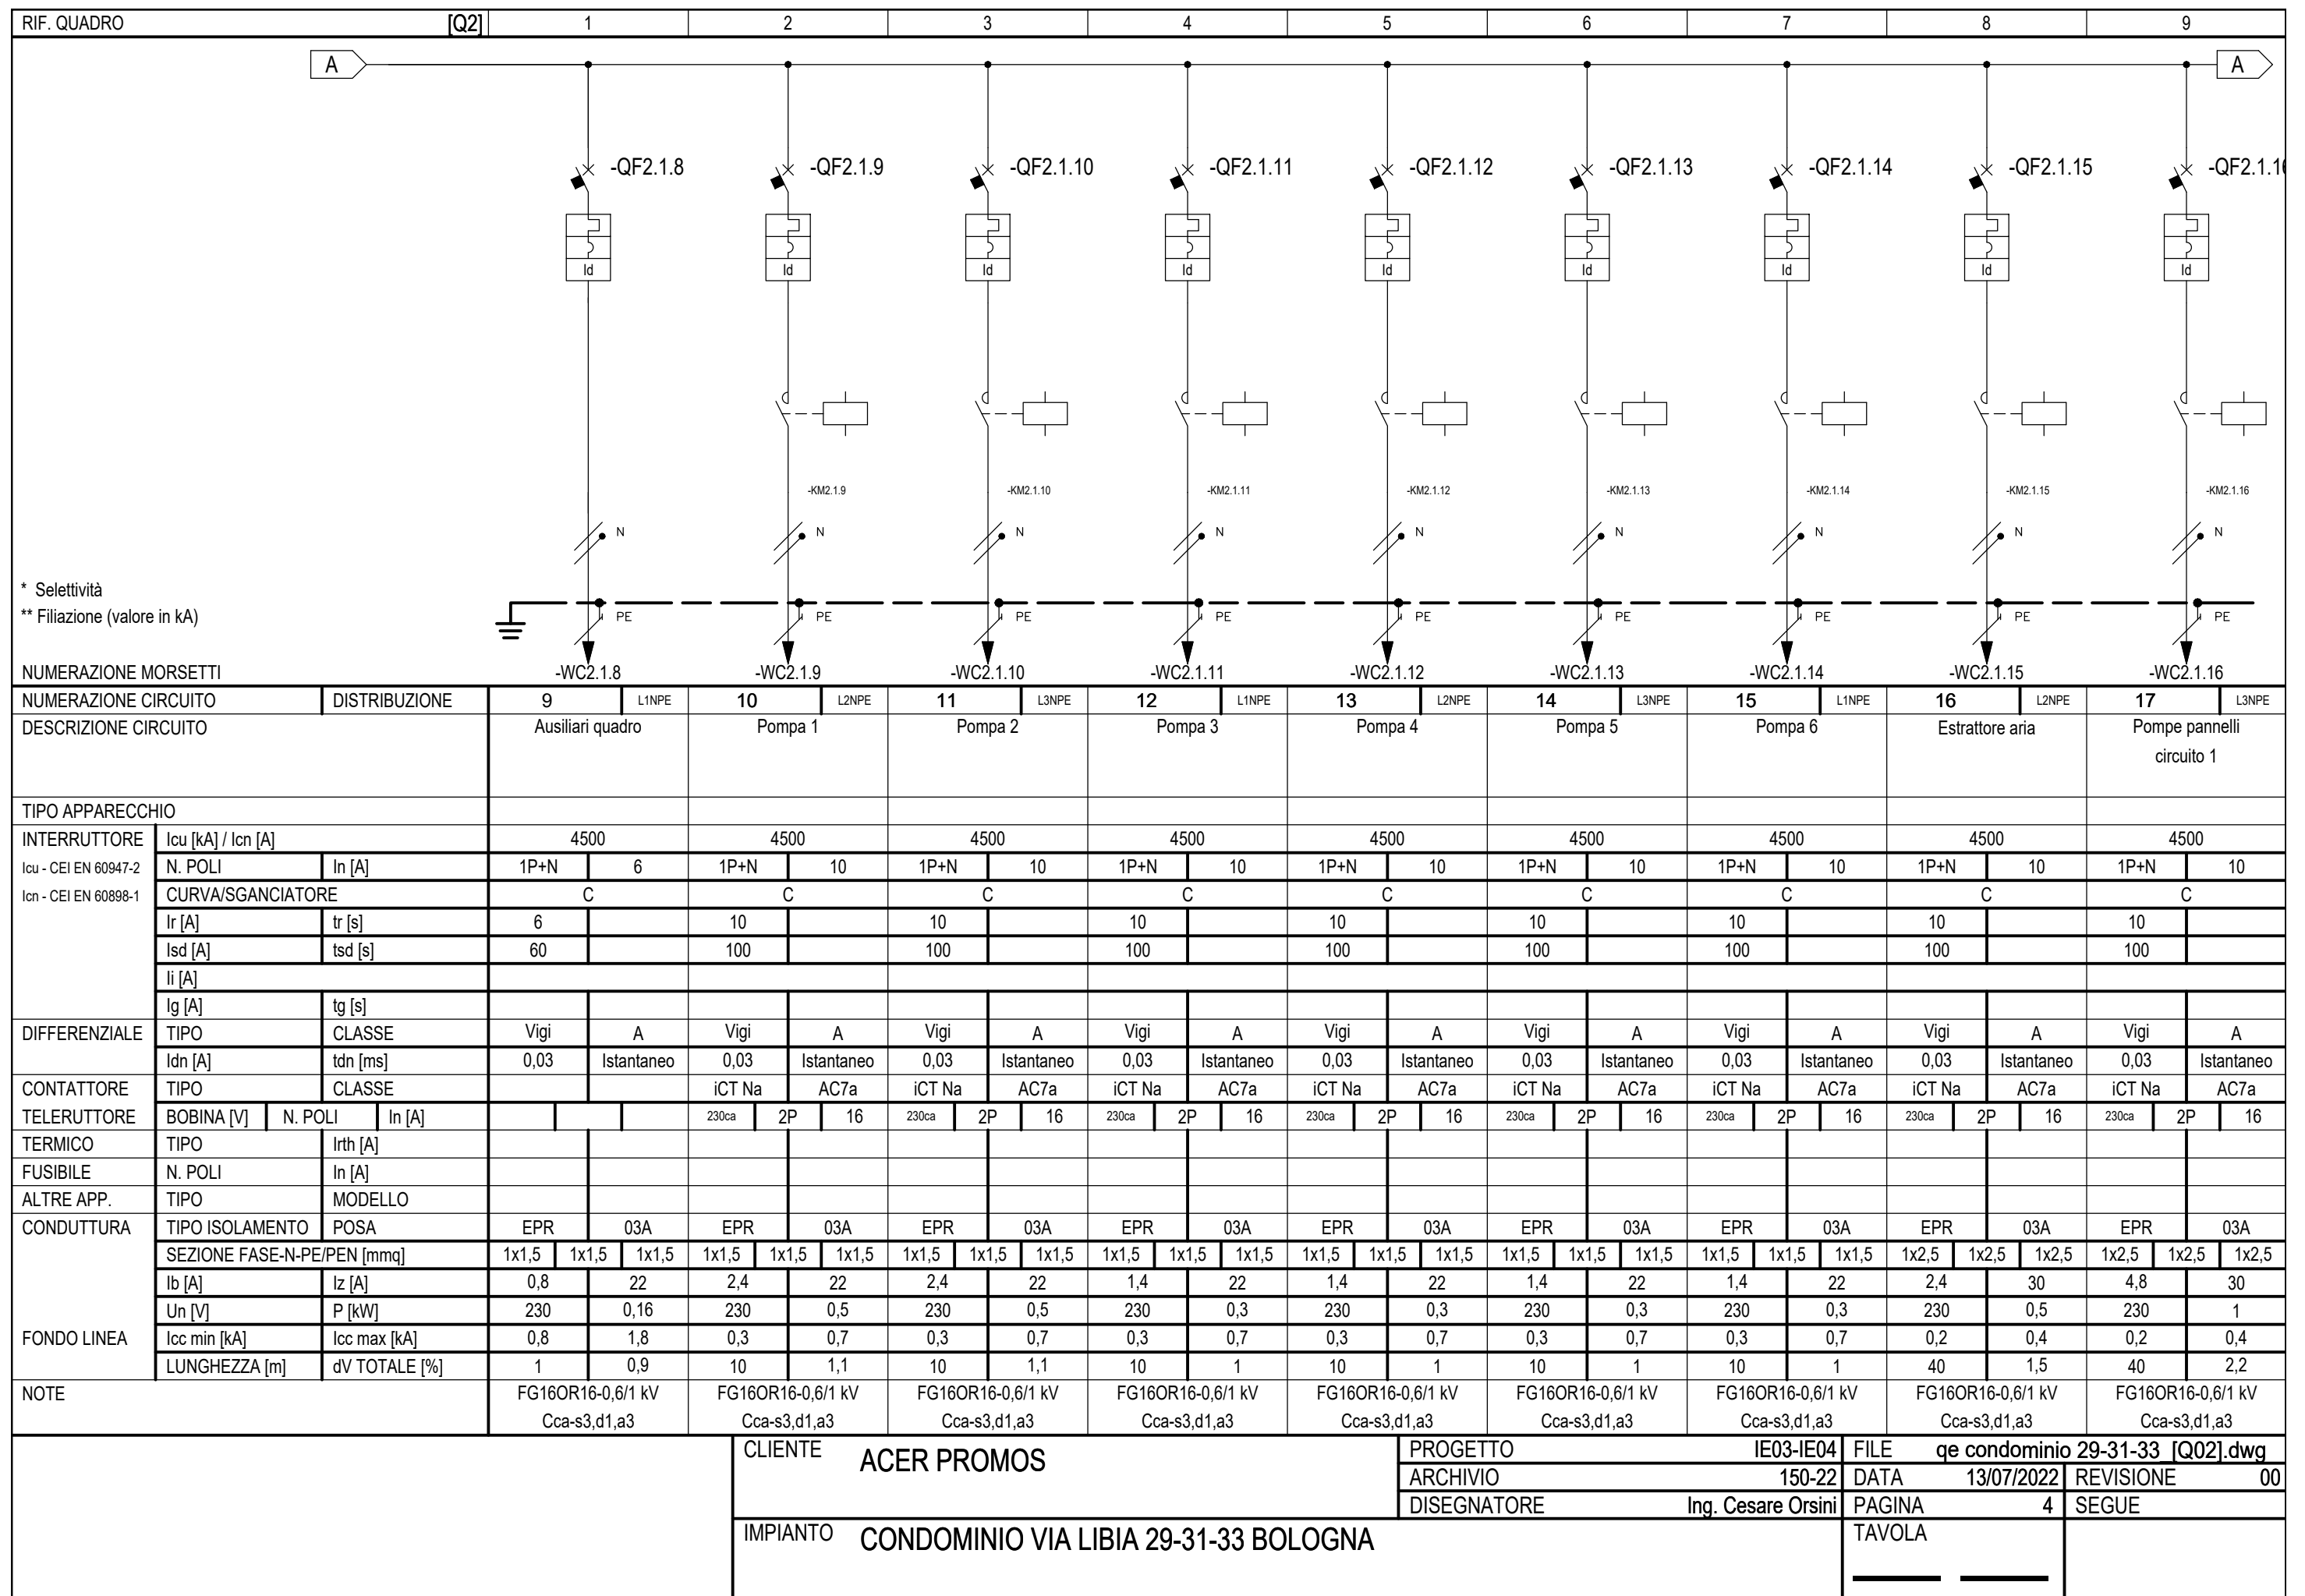 RIF. QUADRO [Q2] 1 2 3 4 5 6 7 8 9
A A
-QF2.1.8 -QF2.1.9 -QF2.1.10 -QF2.1.11 -QF2.1.12 -QF2.1.13 -QF2.1.14 -QF2.1.15 -QF2.1.16
Id Id Id Id Id Id Id Id Id
-KM2.1.9 -KM2.1.10 -KM2.1.11 -KM2.1.12 -KM2.1.13 -KM2.1.14 -KM2.1.15 -KM2.1.16
N N N N N N N N N
* Selettività
** Filiazione (valore in kA) PE PE PE PE PE PE PE PE PE
NUMERAZIONE MORSETTI -WC2.1.8 -WC2.1.9 -WC2.1.10 -WC2.1.11 -WC2.1.12 -WC2.1.13 -WC2.1.14 -WC2.1.15 -WC2.1.16
NUMERAZIONE CIRCUITO DISTRIBUZIONE 9 L1NPE 10 L2NPE 11 L3NPE 12 L1NPE 13 L2NPE 14 L3NPE 15 L1NPE 16 L2NPE 17 L3NPE
DESCRIZIONE CIRCUITO Ausiliari quadro Pompa 1 Pompa 2 Pompa 3 Pompa 4 Pompa 5 Pompa 6 Estrattore aria Pompe pannelli
circuito 1
TIPO APPARECCHIO
INTERRUTTORE Icu [kA] / Icn [A] 4500 4500 4500 4500 4500 4500 4500 4500 4500
Icu - CEI EN 60947-2 N. POLI In [A] 1P+N 6 1P+N 10 1P+N 10 1P+N 10 1P+N 10 1P+N 10 1P+N 10 1P+N 10 1P+N 10
Icn - CEI EN 60898-1 CURVA/SGANCIATORE C C C C C C C C C
Ir [A] tr [s] 6 10 10 10 10 10 10 10 10
Isd [A] tsd [s] 60 100 100 100 100 100 100 100 100
Ii [A]
Ig [A] tg [s]
DIFFERENZIALE TIPO CLASSE Vigi A Vigi A Vigi A Vigi A Vigi A Vigi A Vigi A Vigi A Vigi A
Idn [A] tdn [ms] 0,03 Istantaneo 0,03 Istantaneo 0,03 Istantaneo 0,03 Istantaneo 0,03 Istantaneo 0,03 Istantaneo 0,03 Istantaneo 0,03 Istantaneo 0,03 Istantaneo
CONTATTORE TIPO CLASSE iCT Na AC7a iCT Na AC7a iCT Na AC7a iCT Na AC7a iCT Na AC7a iCT Na AC7a iCT Na AC7a iCT Na AC7a
TELERUTTORE BOBINA [V] N. POLI In [A] 230ca 2P 16 230ca 2P 16 230ca 2P 16 230ca 2P 16 230ca 2P 16 230ca 2P 16 230ca 2P 16 230ca 2P 16
TERMICO TIPO Irth [A]
FUSIBILE N. POLI In [A]
ALTRE APP. TIPO MODELLO
CONDUTTURA TIPO ISOLAMENTO POSA EPR 03A EPR 03A EPR 03A EPR 03A EPR 03A EPR 03A EPR 03A EPR 03A EPR 03A
SEZIONE FASE-N-PE/PEN [mmq] 1x1,5 1x1,5 1x1,5 1x1,5 1x1,5 1x1,5 1x1,5 1x1,5 1x1,5 1x1,5 1x1,5 1x1,5 1x1,5 1x1,5 1x1,5 1x1,5 1x1,5 1x1,5 1x1,5 1x1,5 1x1,5 1x2,5 1x2,5 1x2,5 1x2,5 1x2,5 1x2,5
Ib [A] Iz [A] 0,8 22 2,4 22 2,4 22 1,4 22 1,4 22 1,4 22 1,4 22 2,4 30 4,8 30
Un [V] P [kW] 230 0,16 230 0,5 230 0,5 230 0,3 230 0,3 230 0,3 230 0,3 230 0,5 230 1
FONDO LINEA Icc min [kA] Icc max [kA] 0,8 1,8 0,3 0,7 0,3 0,7 0,3 0,7 0,3 0,7 0,3 0,7 0,3 0,7 0,2 0,4 0,2 0,4
LUNGHEZZA [m] dV TOTALE [%] 1 0,9 10 1,1 10 1,1 10 1 10 1 10 1 10 1 40 1,5 40 2,2
NOTE FG16OR16-0,6/1 kV FG16OR16-0,6/1 kV FG16OR16-0,6/1 kV FG16OR16-0,6/1 kV FG16OR16-0,6/1 kV FG16OR16-0,6/1 kV FG16OR16-0,6/1 kV FG16OR16-0,6/1 kV FG16OR16-0,6/1 kV
Cca-s3,d1,a3 Cca-s3,d1,a3 Cca-s3,d1,a3 Cca-s3,d1,a3 Cca-s3,d1,a3 Cca-s3,d1,a3 Cca-s3,d1,a3 Cca-s3,d1,a3 Cca-s3,d1,a3
CLIENTE ACER PROMOS PROGETTO IE03-IE04 FILE qe condominio 29-31-33_[Q02].dwg
ARCHIVIO 150-22 DATA 13/07/2022 REVISIONE 00
DISEGNATORE Ing. Cesare Orsini PAGINA 4 SEGUE
IMPIANTO CONDOMINIO VIA LIBIA 29-31-33 BOLOGNA TAVOLA